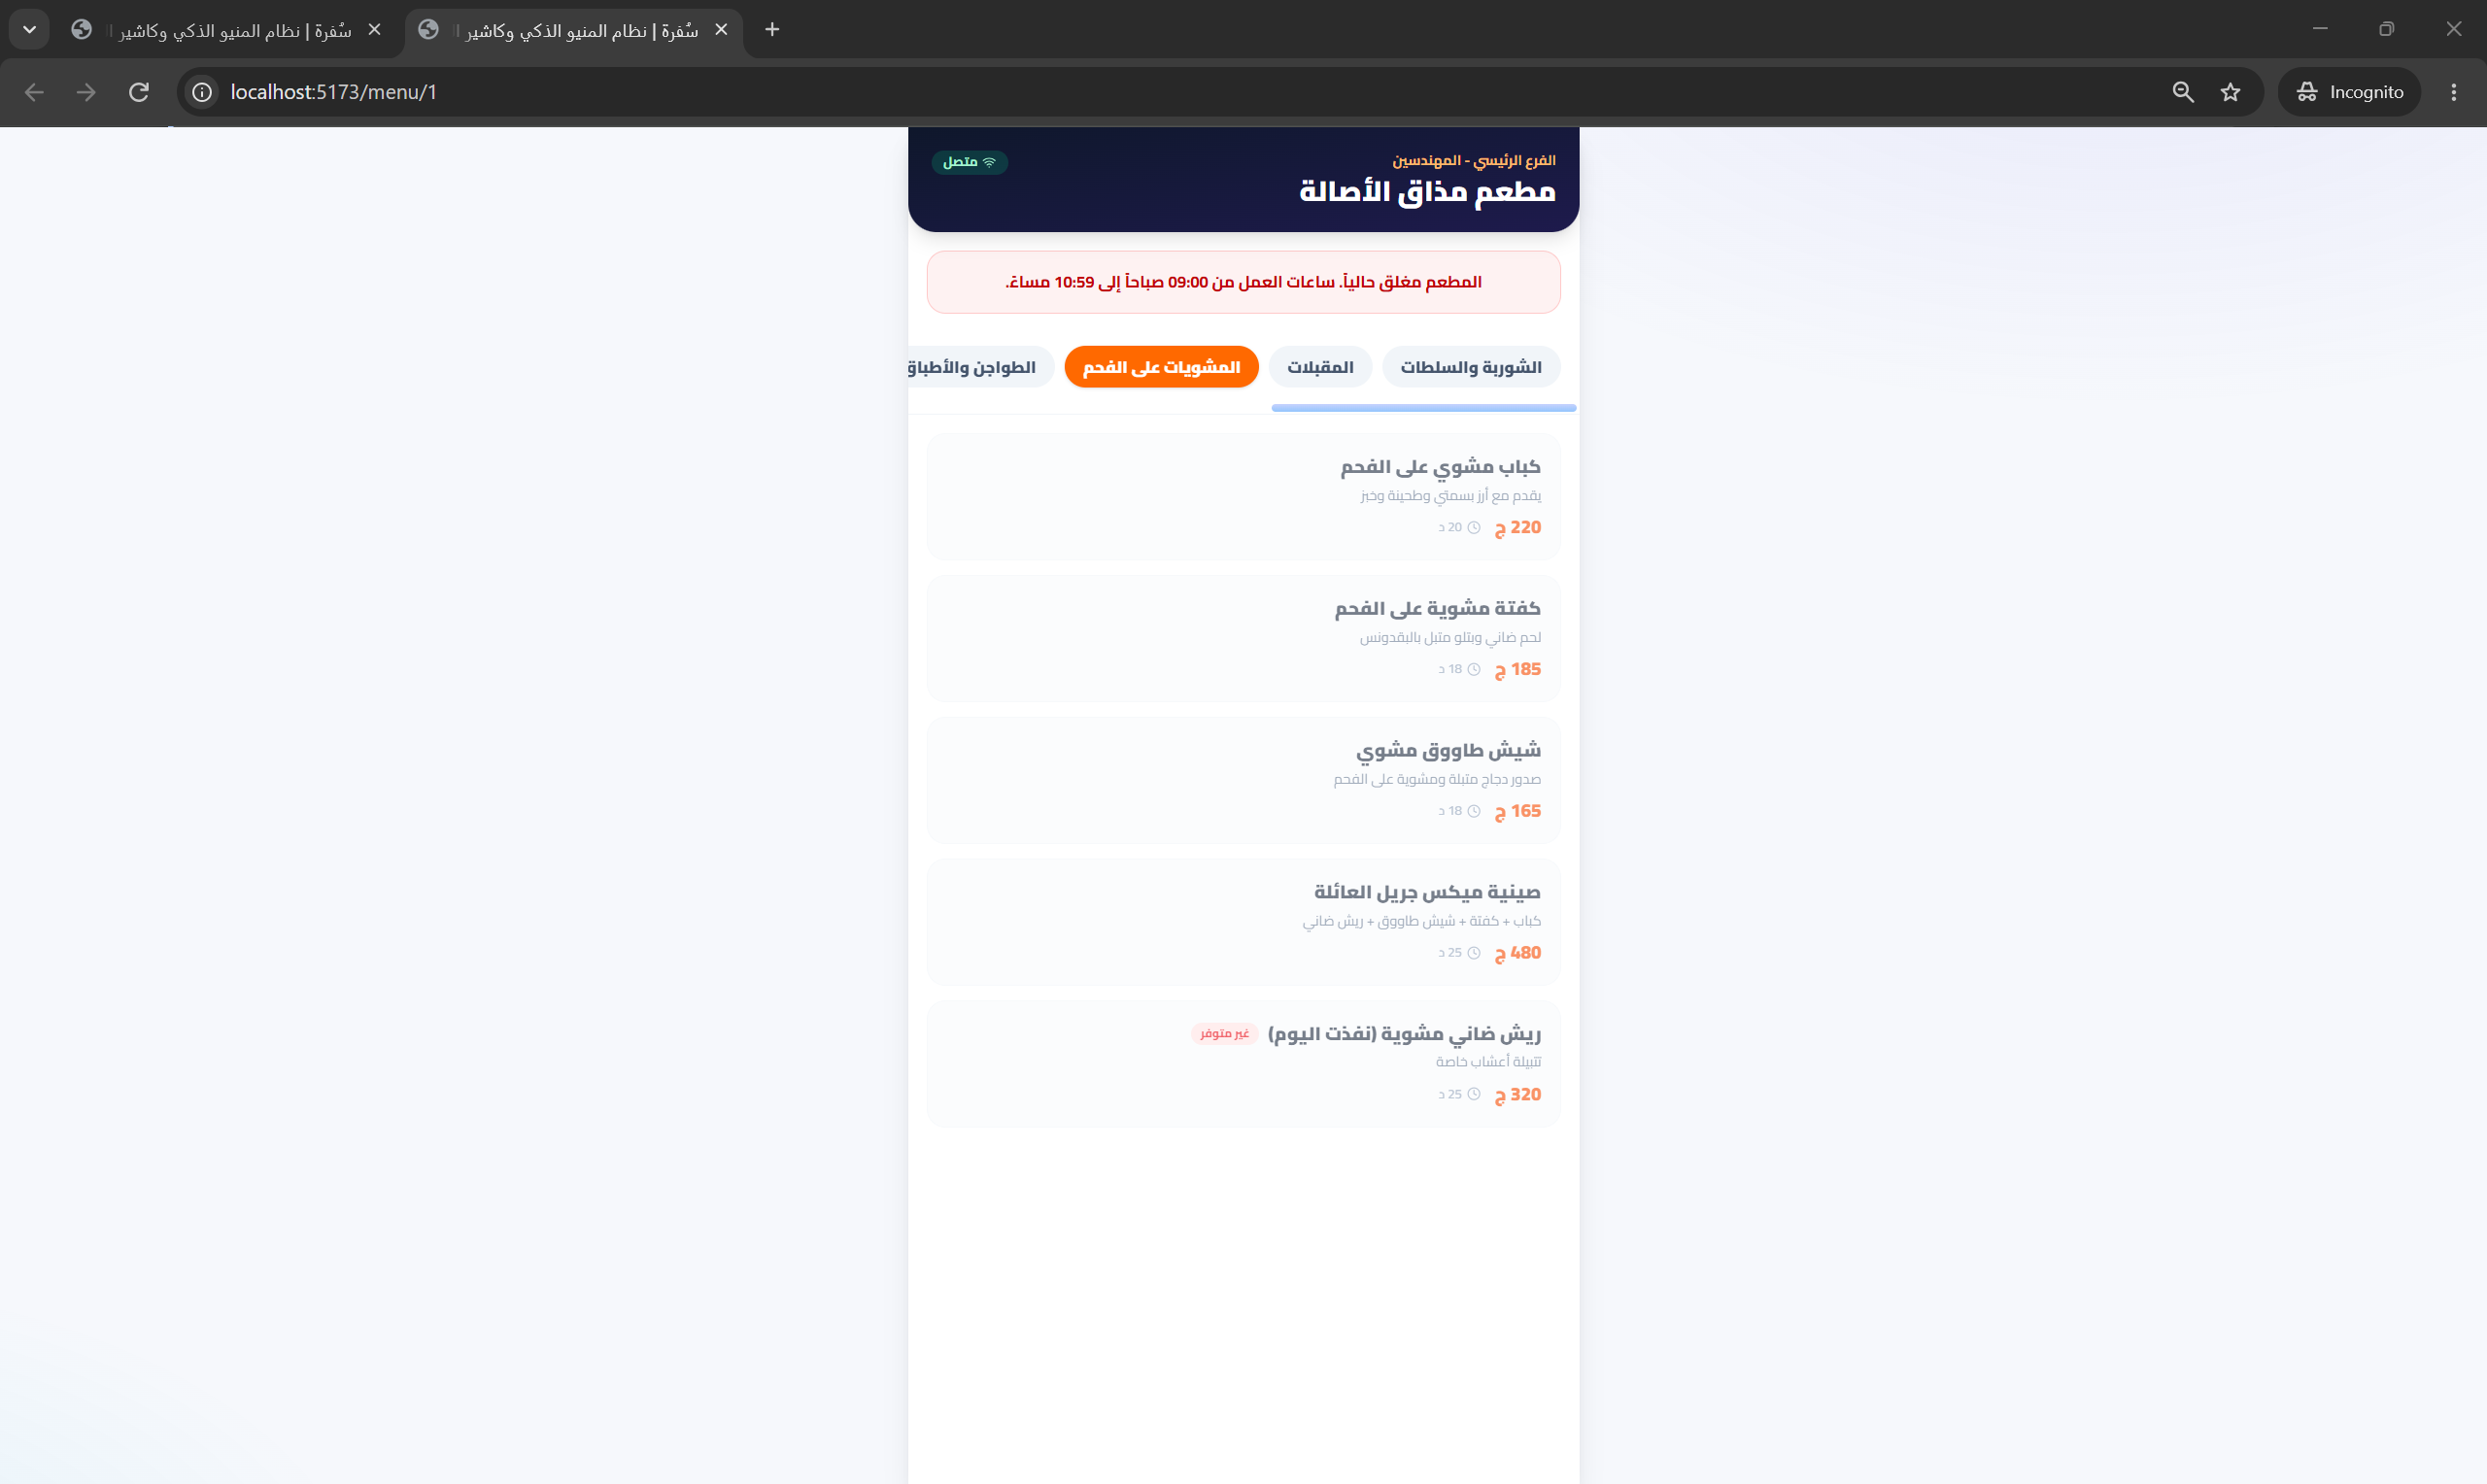 سُفرة | نظام المنيو الذكي وكاشير
سُفرة | نظام المنيو الذكي وكاشير
localhost:5173/menu/1
Incognito
الفرع الرئيسي - المهندسين
متصل
مطعم مذاق الأصالة
المطعم مغلق حالياً. ساعات العمل من 09:00 صباحاً إلى 10:59 مساءً.
الشوربة والسلطات المقبلات المشويات على الفحم الطواجن والأطباق
كباب مشوي على الفحم
يقدم مع أرز بسمتي وطحينة وخبز
220 ج 20 د
كفتة مشوية على الفحم
لحم ضاني وبتلو متبل بالبقدونس
185 ج 18 د
شيش طاووق مشوي
صدور دجاج متبلة ومشوية على الفحم
165 ج 18 د
صينية ميكس جريل العائلة
كباب + كفتة + شيش طاووق + ريش ضاني
480 ج 25 د
ريش ضاني مشوية (نفذت اليوم) غير متوفر
تتبيلة أعشاب خاصة
320 ج 25 د